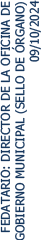 FEDATARIO: DIRECTOR DE LA OFICINA DE
GOBIERNO MUNICIPAL (SELLO DE ÓRGANO)
09/10/2024